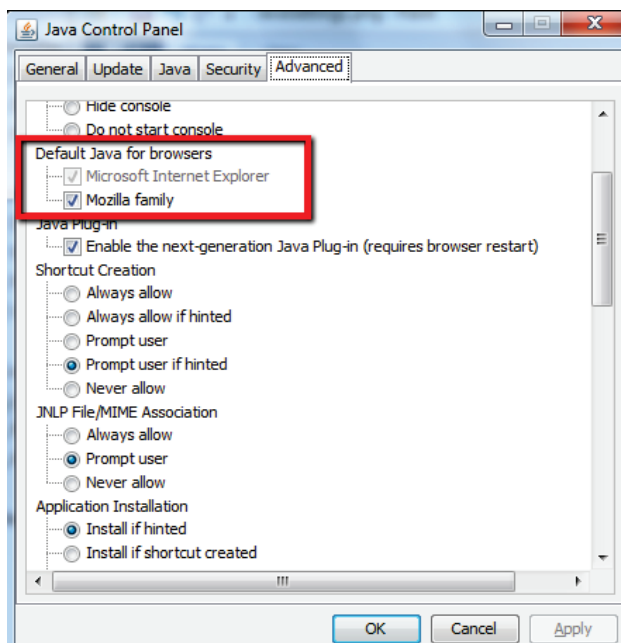 Java Control Panel
General Update Java Security Advanced
Hide console
Do not start console
Default Java for browsers
Microsoft Internet Explorer
Mozilla family
Java Plug-in
Enable the next-generation Java Plug-in (requires browser restart)
Shortcut Creation
Always allow
Always allow if hinted
Prompt user
Prompt user if hinted
Never allow
JNLP File/MIME Association
Always allow
Prompt user
Never allow
Application Installation
Install if hinted
Install if shortcut created
OK Cancel Apply